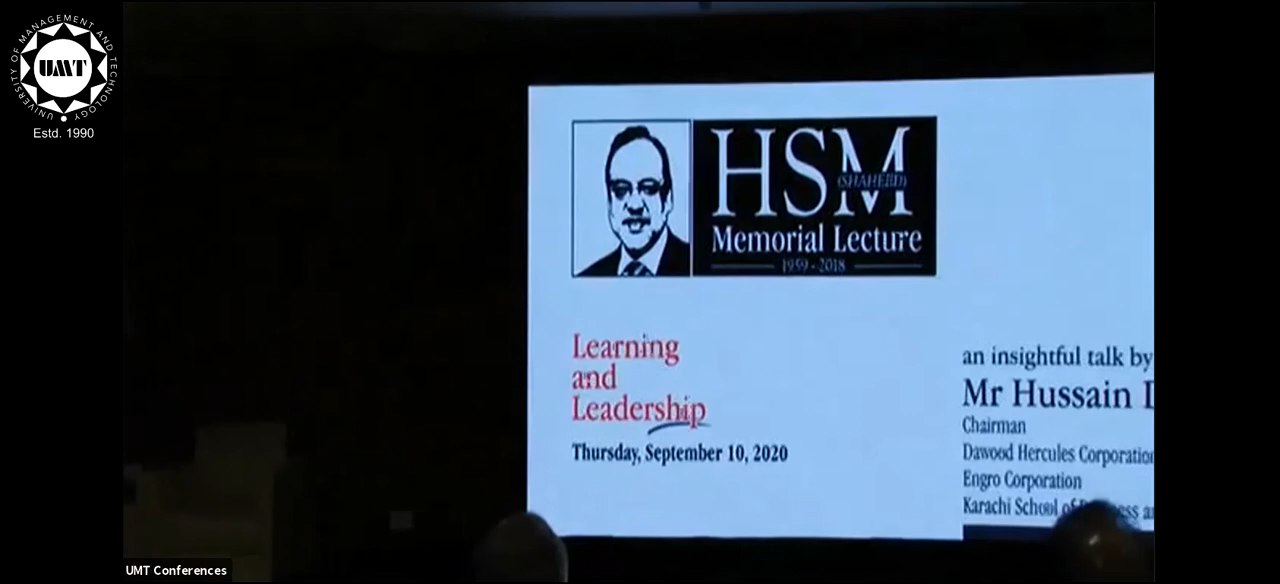 UNIVERSITY OF MANAGEMENT AND TECHNOLOGY
UMT
Estd. 1990
HSM
(SHAHEED)
Memorial Lecture
1959 - 2018
Learning
and
Leadership
Thursday, September 10, 2020
an insightful talk by
Mr Hussain
Chairman
Dawood Hercules Corporation
Engro Corporation
Karachi School of
UMT Conferences